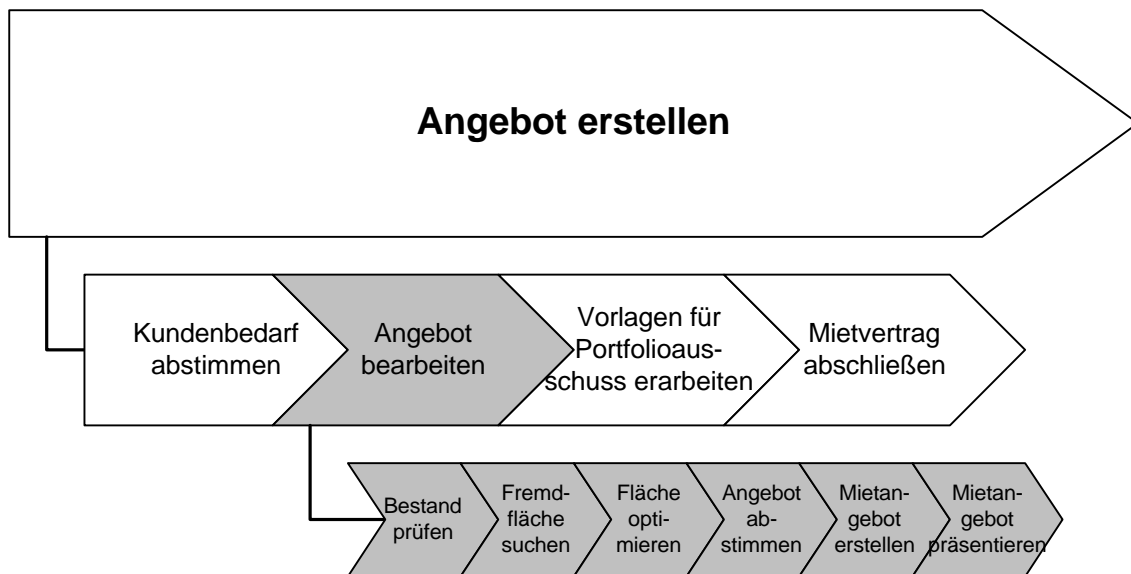 Angebot erstellen
Kundenbedarf
abstimmen
Angebot
bearbeiten
Vorlagen für
Portfolioaus-
schuss erarbeiten
Mietvertrag
abschließen
Bestand
prüfen
Fremd-
fläche
suchen
Fläche
opti-
mieren
Angebot
ab-
stimmen
Mietan-
gebot
erstellen
Mietan-
gebot
präsentieren